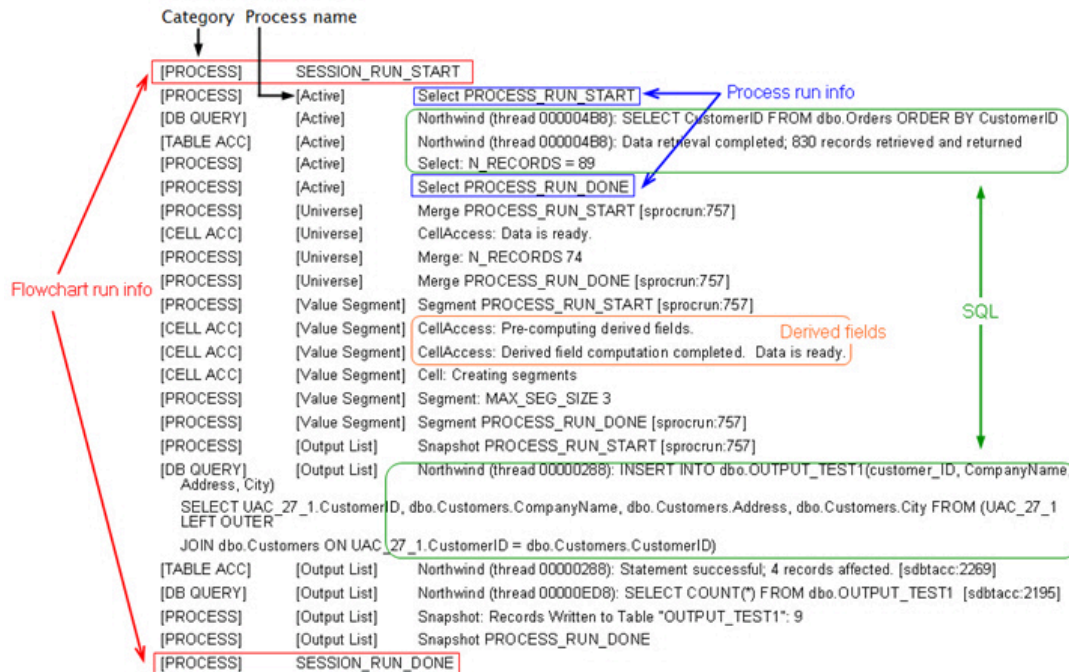 Category Process name
[PROCESS] SESSION_RUN_START
[PROCESS] [Active] Select PROCESS_RUN_START Process run info
[DB QUERY] [Active] Northwind (thread 000004B8): SELECT CustomerID FROM dbo.Orders ORDER BY CustomerID
[TABLE ACC] [Active] Northwind (thread 000004B8): Data retrieval completed; 830 records retrieved and returned
[PROCESS] [Active] Select: N_RECORDS = 89
[PROCESS] [Active] Select PROCESS_RUN_DONE
[PROCESS] [Universe] Merge PROCESS_RUN_START [sprocrun:757]
[CELL ACC] [Universe] CellAccess: Data is ready.
[PROCESS] [Universe] Merge: N_RECORDS 74
[PROCESS] [Universe] Merge PROCESS_RUN_DONE [sprocrun:757]
Flowchart run info
[PROCESS] [Value Segment] Segment PROCESS_RUN_START [sprocrun:757]
SQL
[CELL ACC] [Value Segment] CellAccess: Pre-computing derived fields. Derived fields
[CELL ACC] [Value Segment] CellAccess: Derived field computation completed. Data is ready.
[CELL ACC] [Value Segment] Cell: Creating segments
[PROCESS] [Value Segment] Segment: MAX_SEG_SIZE 3
[PROCESS] [Value Segment] Segment PROCESS_RUN_DONE [sprocrun:757]
[PROCESS] [Output List] Snapshot PROCESS_RUN_START [sprocrun:757]
[DB QUERY] [Output List] Northwind (thread 00000288): INSERT INTO dbo.OUTPUT_TEST1(customer_ID, CompanyName,
Address, City)
SELECT UAC_27_1.CustomerID, dbo.Customers.CompanyName, dbo.Customers.Address, dbo.Customers.City FROM (UAC_27_1
LEFT OUTER
JOIN dbo.Customers ON UAC_27_1.CustomerID = dbo.Customers.CustomerID)
[TABLE ACC] [Output List] Northwind (thread 00000288): Statement successful; 4 records affected. [sdbtacc:2269]
[DB QUERY] [Output List] Northwind (thread 00000ED8): SELECT COUNT(*) FROM dbo.OUTPUT_TEST1 [sdbtacc:2195]
[PROCESS] [Output List] Snapshot: Records Written to Table "OUTPUT_TEST1": 9
[PROCESS] [Output List] Snapshot PROCESS_RUN_DONE
[PROCESS] SESSION_RUN_DONE